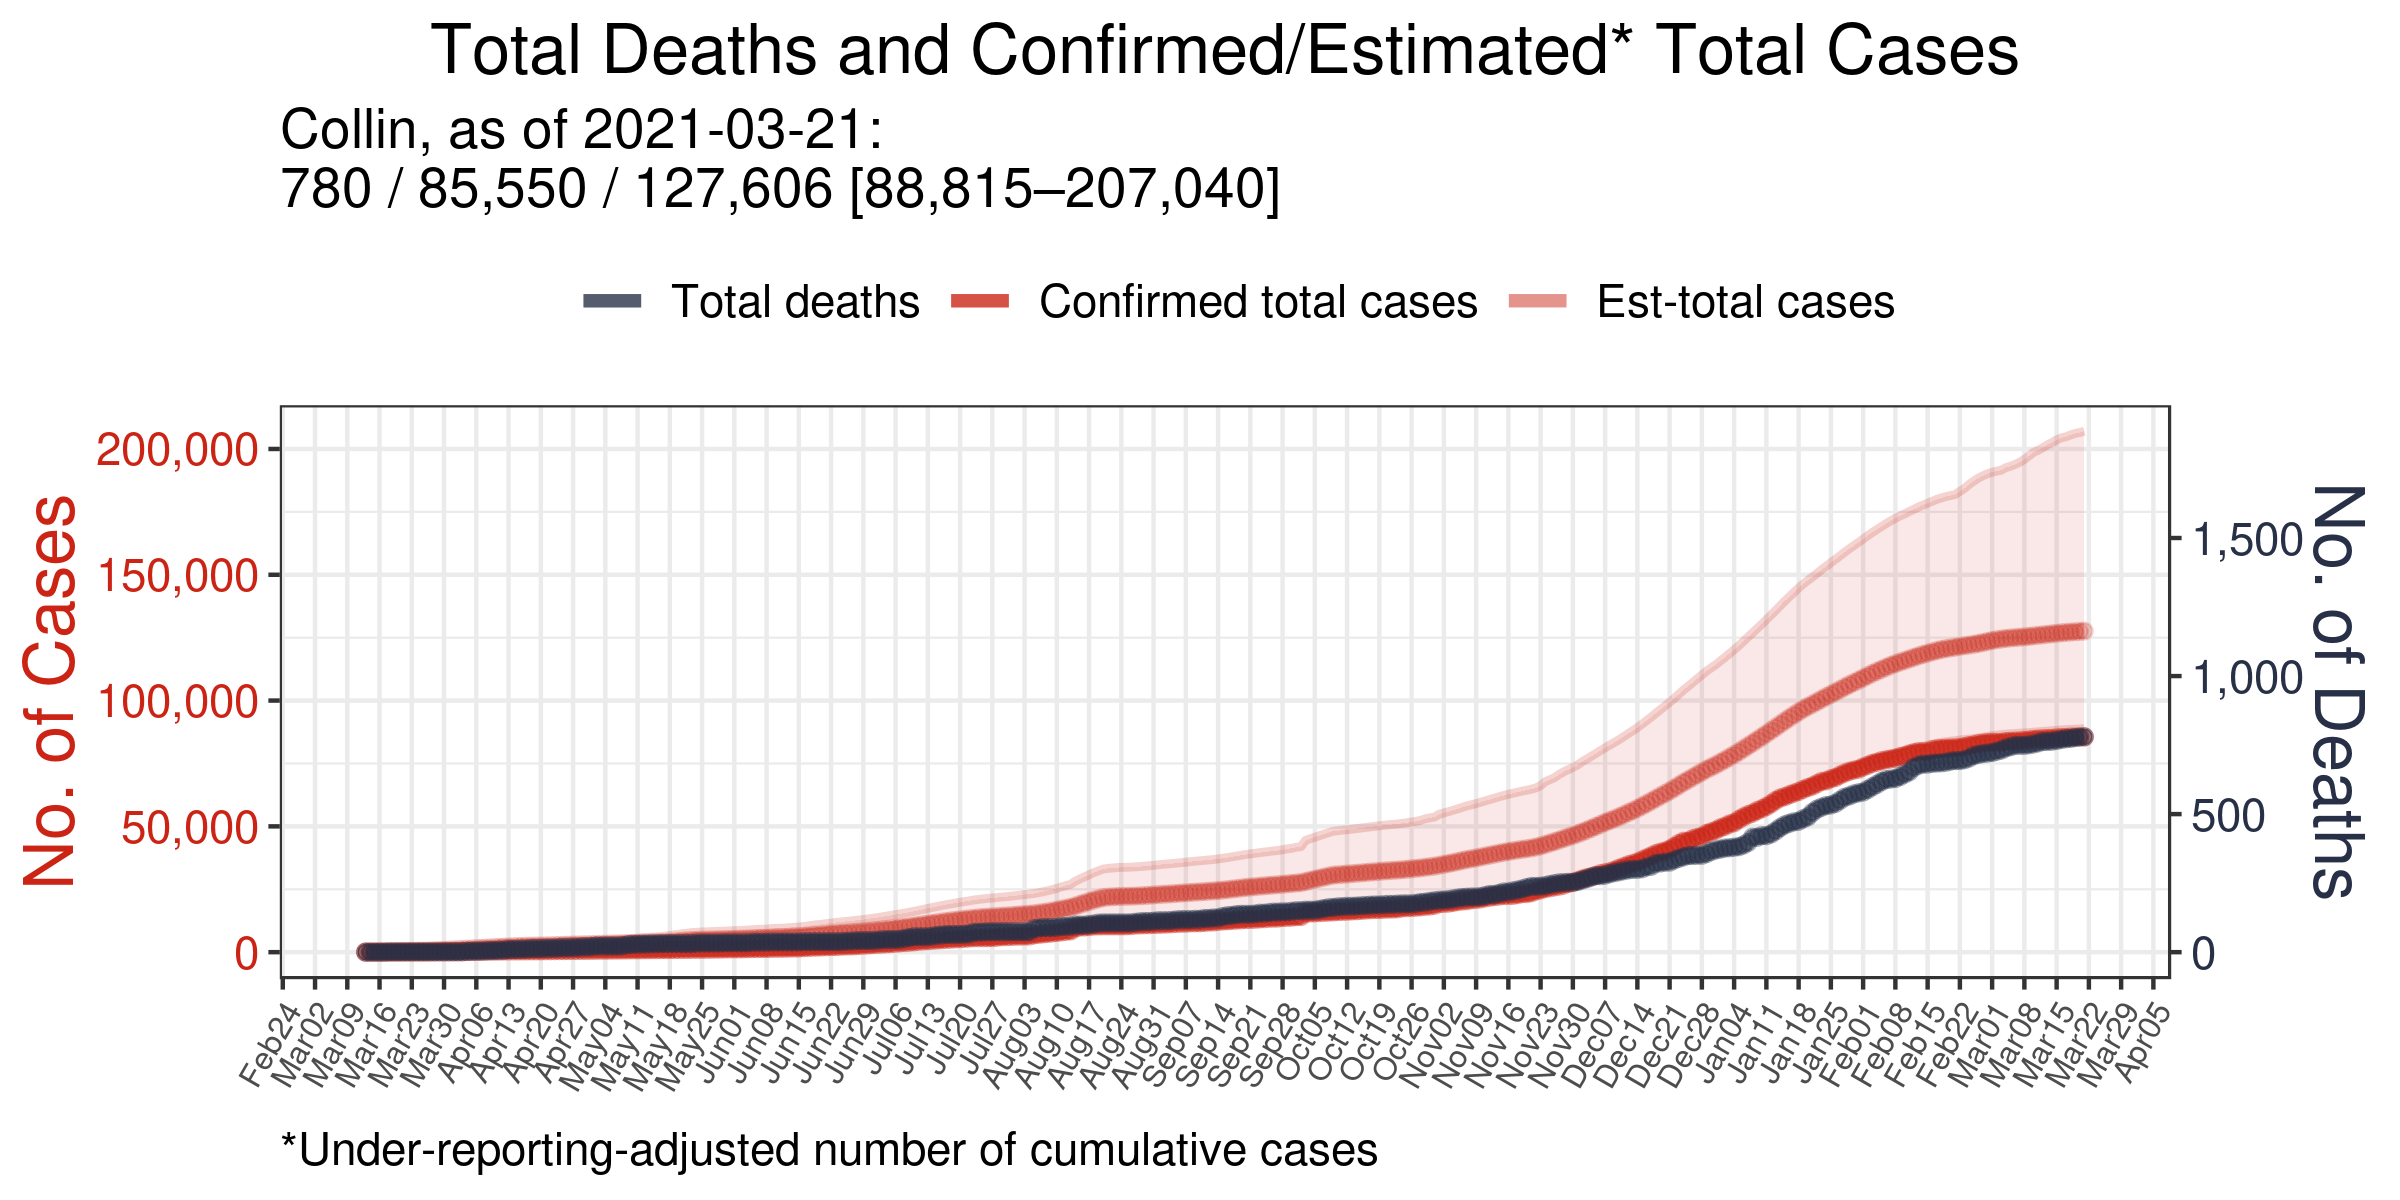 Total Deaths and Confirmed/Estimated* Total Cases
Collin, as of 2021-03-21:
780 / 85,550 / 127,606 [88,815–207,040]
Total deaths
Confirmed total cases
Est-total cases
No. of Cases
200,000
150,000
100,000
50,000
0
1,500
1,000
500
0
No. of Deaths
Feb24
Mar02
Mar09
Mar16
Mar23
Mar30
Apr06
Apr13
Apr20
Apr27
May04
May11
May18
May25
Jun01
Jun08
Jun15
Jun22
Jun29
Jul06
Jul13
Jul20
Jul27
Aug03
Aug10
Aug17
Aug24
Aug31
Sep07
Sep14
Sep21
Sep28
Oct05
Oct12
Oct19
Oct26
Nov02
Nov09
Nov16
Nov23
Nov30
Dec07
Dec14
Dec21
Dec28
Jan04
Jan11
Jan18
Jan25
Feb01
Feb08
Feb15
Feb22
Mar01
Mar08
Mar15
Mar22
Mar29
Apr05
*Under-reporting-adjusted number of cumulative cases